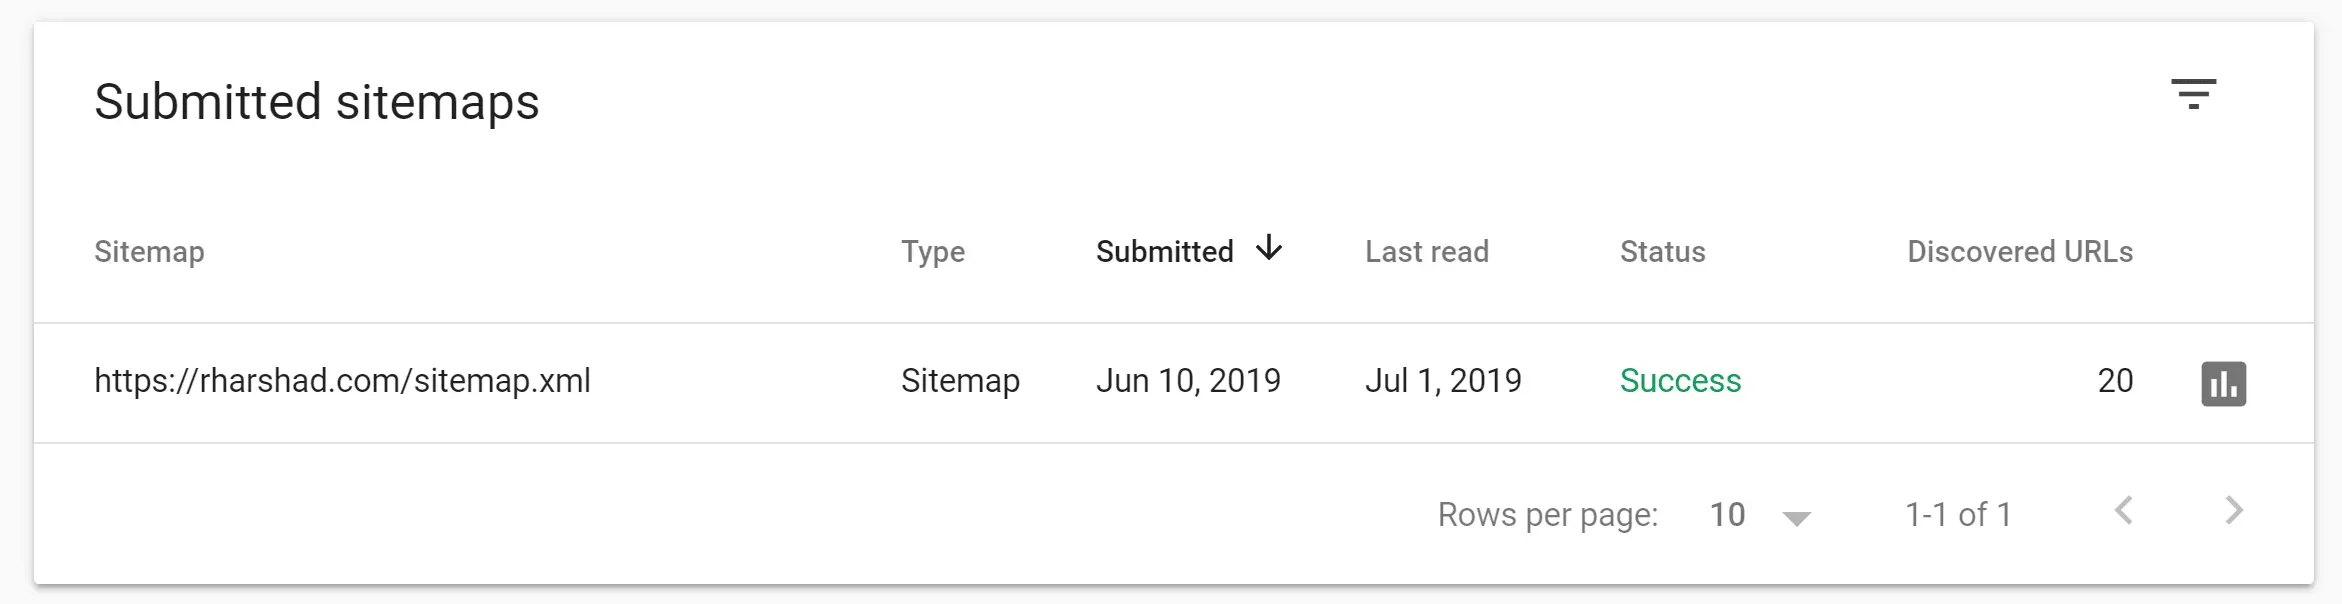 Submitted sitemaps
Sitemap Type Submitted Last read Status Discovered URLs
https://rharshad.com/sitemap.xml Sitemap Jun 10, 2019 Jul 1, 2019 Success 20
Rows per page: 10 1-1 of 1